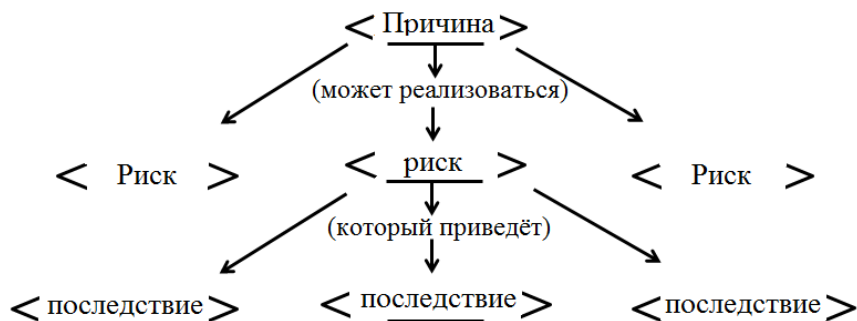 < Причина >
(может реализоваться)
< Риск > < риск > < Риск >
(который приведёт)
< последствие > < последствие > < последствие >